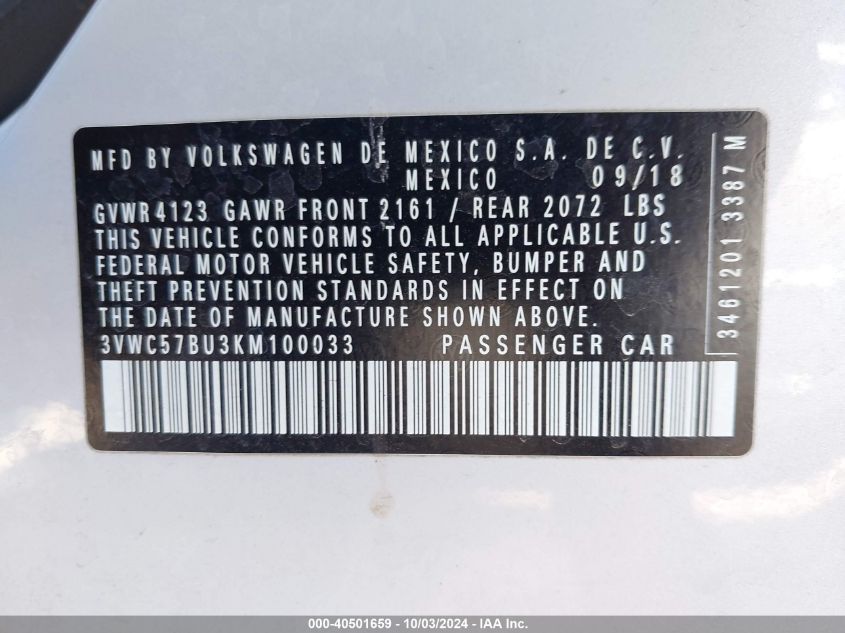 MFD BY VOLKSWAGEN DE MEXICO S.A. DE C.V.
MEXICO 09/18
GVWR 4123 GAWR FRONT 2161 / REAR 2072 LBS
THIS VEHICLE CONFORMS TO ALL APPLICABLE U.S.
FEDERAL MOTOR VEHICLE SAFETY, BUMPER AND
THEFT PREVENTION STANDARDS IN EFFECT ON
THE DATE OF MANUFACTURE SHOWN ABOVE.
3VWC57BU3KM100033 PASSENGER CAR
3461201 3387 M
000-40501659 - 10/03/2024 - IAA Inc.